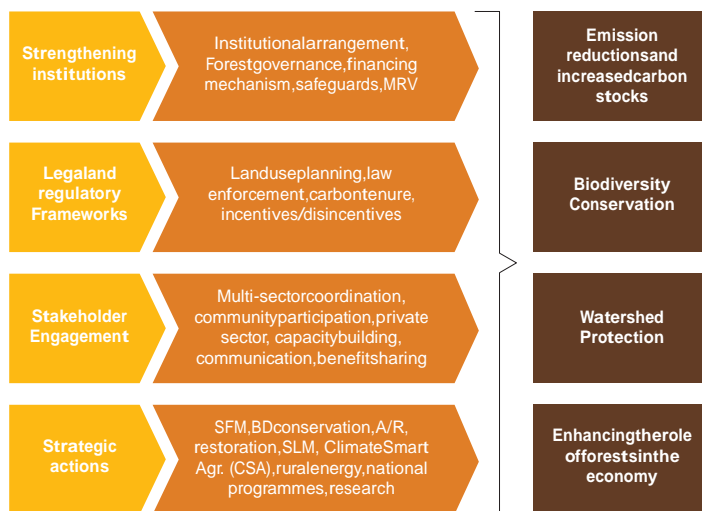 Strengthening
institutions
Institutionalarrangement,
Forestgovernance,financing
mechanism,safeguards,MRV
Emission
reductionsand
increasedcarbon
stocks
Legaland
regulatory
Frameworks
Landuseplanning,law
enforcement,carbontenure,
incentives/disincentives
Biodiversity
Conservation
Stakeholder
Engagement
Multi-sectorcoordination,
communityparticipation,private
sector, capacitybuilding,
communication,benefitsharing
Watershed
Protection
Strategic
actions
SFM,BDconservation,A/R,
restoration,SLM, ClimateSmart
Agr. (CSA),ruralenergy,national
programmes,research
Enhancingtherole
offorestsinthe
economy